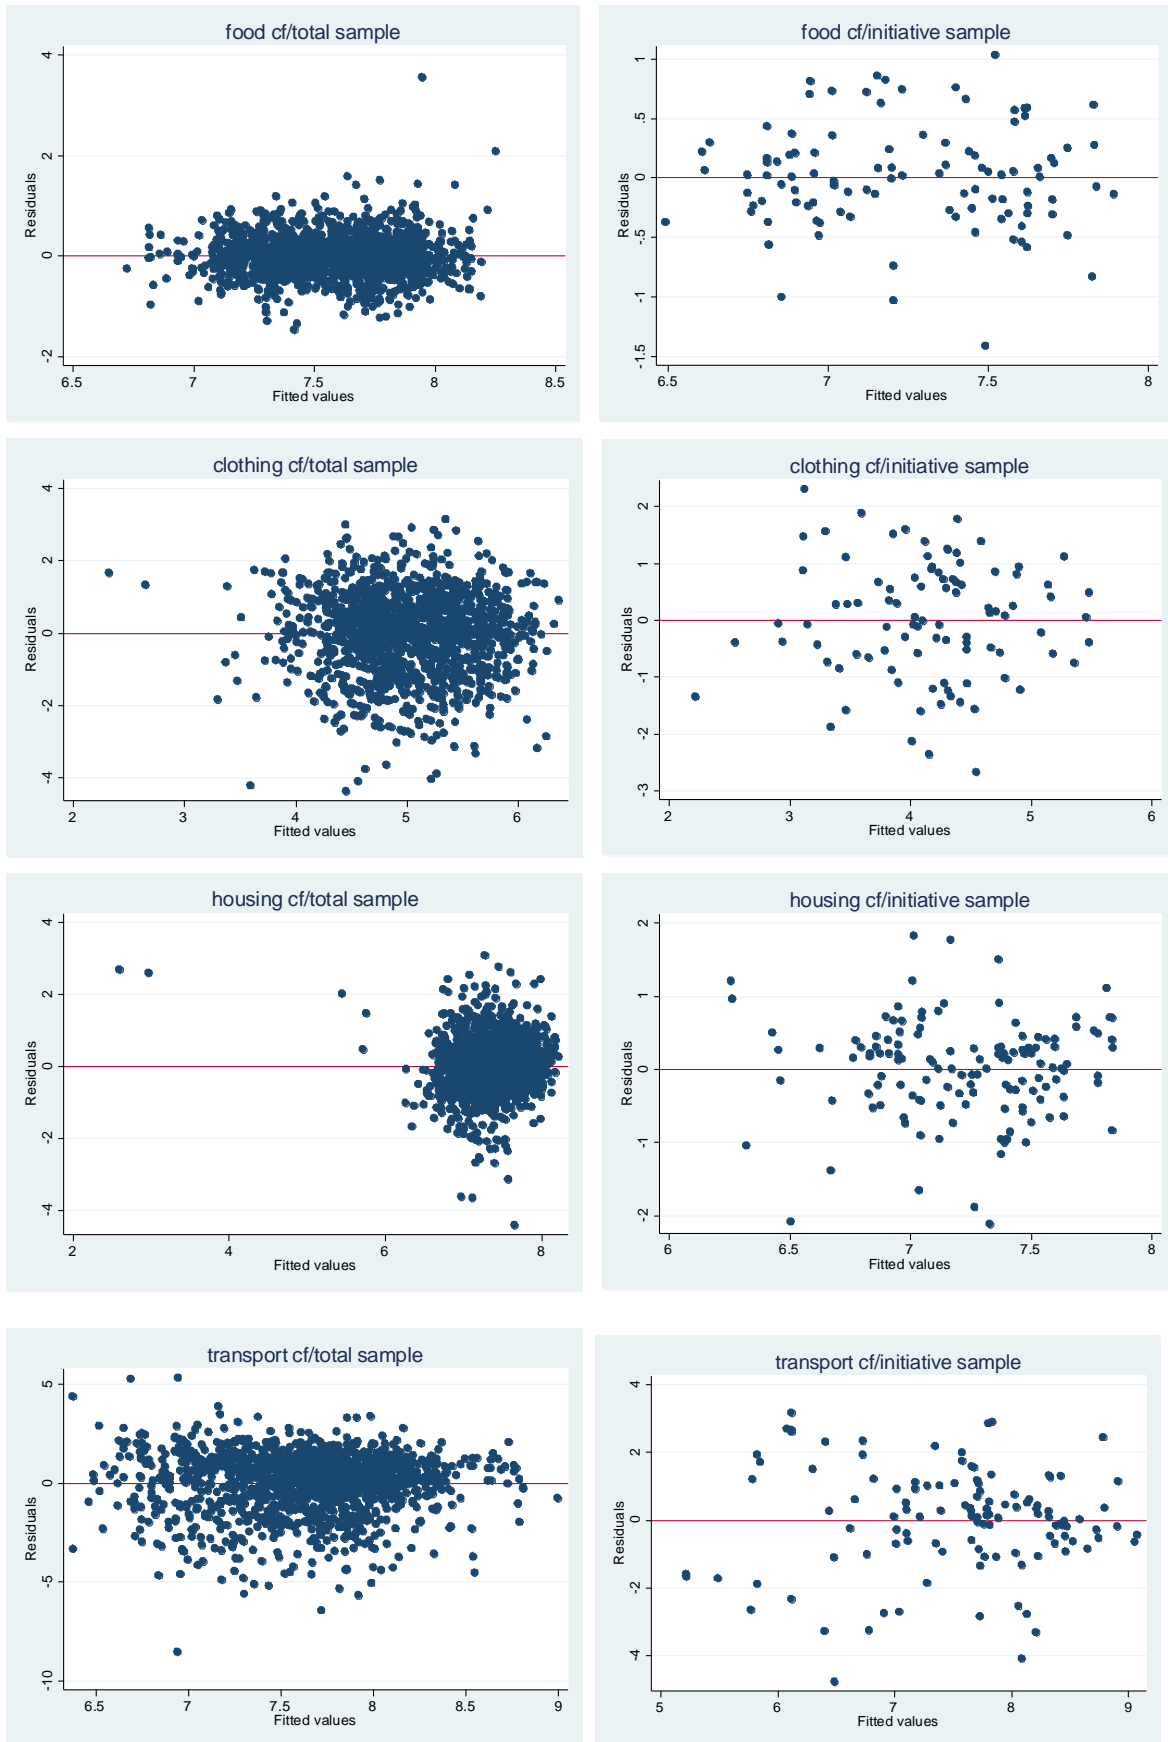 food cf/total sample
Residuals
4
2
0
-2
6.5 7 7.5 8 8.5
Fitted values
food cf/initiative sample
Residuals
1
.5
0
-.5
-1
-1.5
6.5 7 7.5 8
Fitted values
clothing cf/total sample
Residuals
4
2
0
-2
-4
2 3 4 5 6
Fitted values
clothing cf/initiative sample
Residuals
2
1
0
-1
-2
-3
2 3 4 5 6
Fitted values
housing cf/total sample
Residuals
4
2
0
-2
-4
2 4 6 8
Fitted values
housing cf/initiative sample
Residuals
2
1
0
-1
-2
6 6.5 7 7.5 8
Fitted values
transport cf/total sample
Residuals
5
0
-5
-10
6.5 7 7.5 8 8.5 9
Fitted values
transport cf/initiative sample
Residuals
4
2
0
-2
-4
5 6 7 8 9
Fitted values